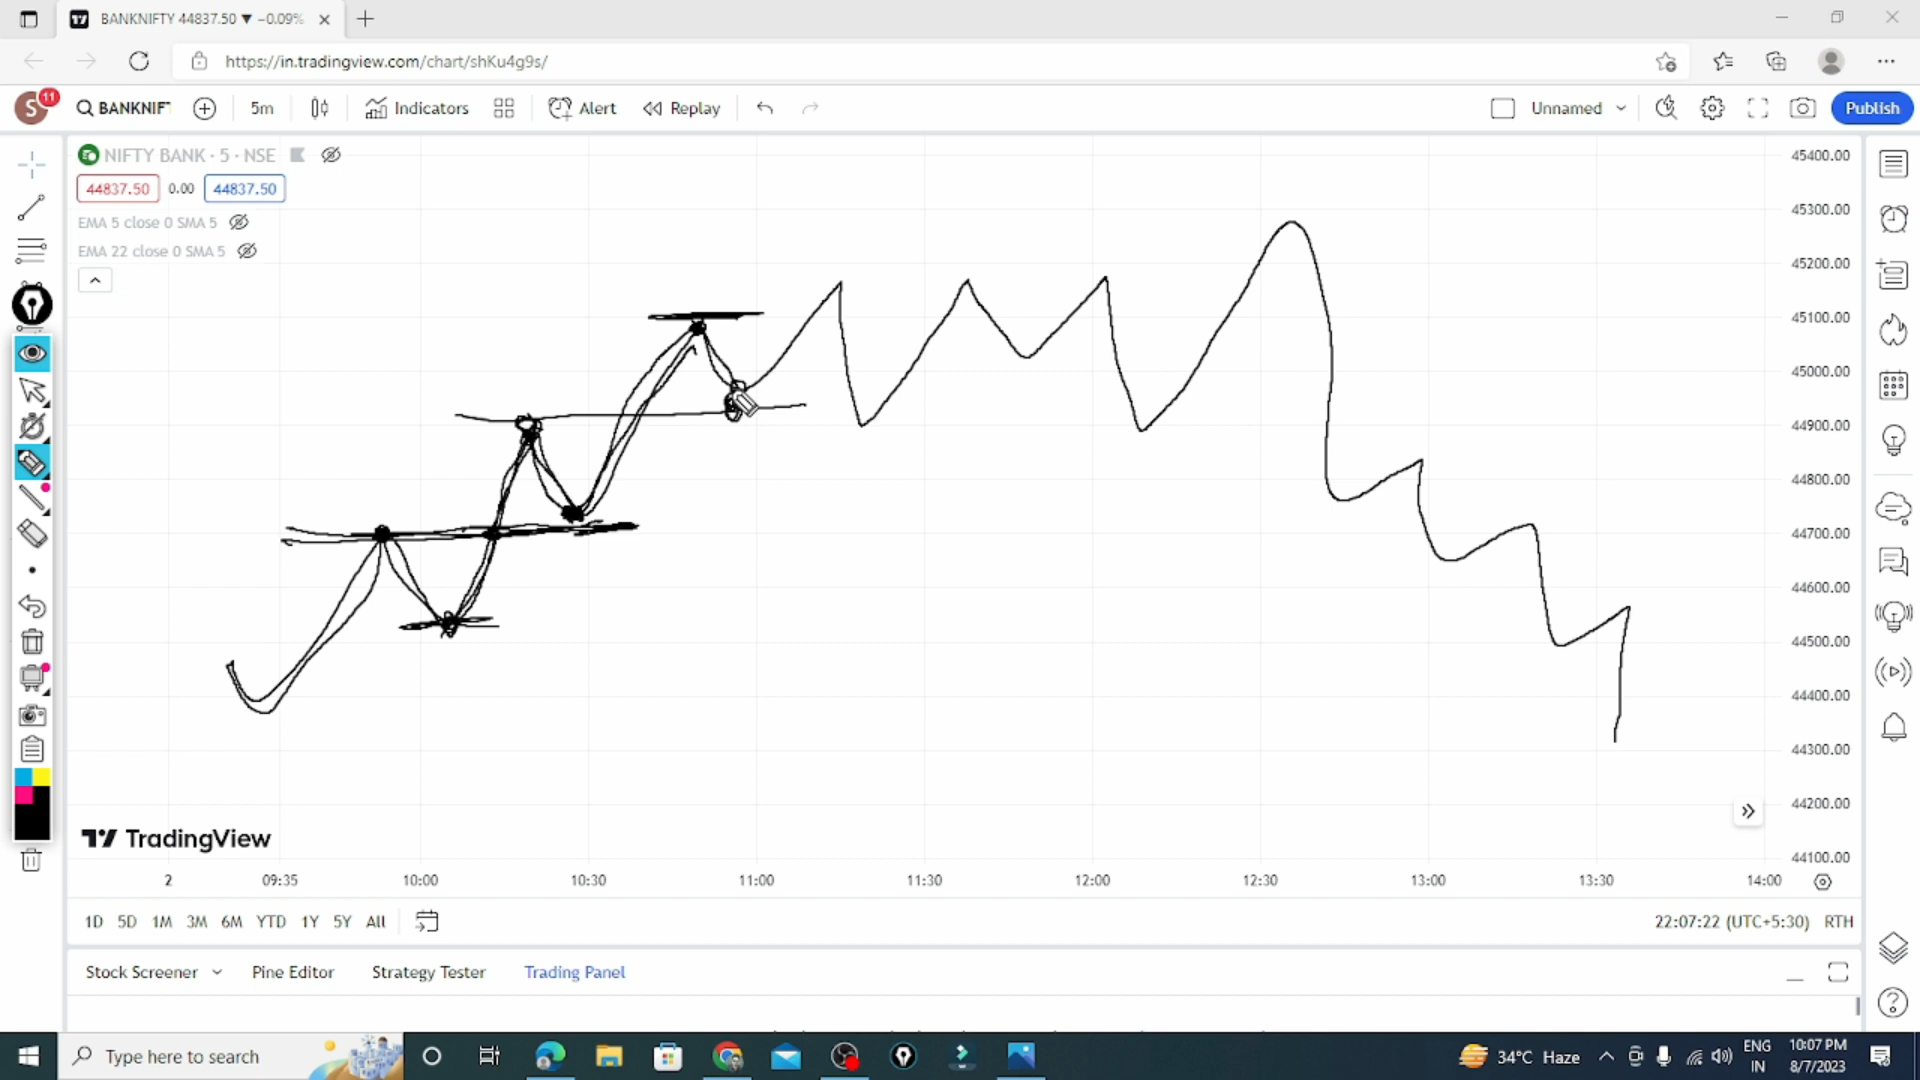 BANKNIFTY 44837.50 ▼ −0.09%
https://in.tradingview.com/chart/shKu4g9s/
S 11 BANKNIF 5m Indicators Alert Replay Unnamed Publish
NIFTY BANK · 5 · NSE
44837.50 0.00 44837.50
EMA 5 close 0 SMA 5
EMA 22 close 0 SMA 5
45400.00
45300.00
45200.00
45100.00
45000.00
44900.00
44800.00
44700.00
44600.00
44500.00
44400.00
44300.00
44200.00
44100.00
TradingView
2 09:35 10:00 10:30 11:00 11:30 12:00 12:30 13:00 13:30 14:00
1D 5D 1M 3M 6M YTD 1Y 5Y All 22:07:22 (UTC+5:30) RTH
Stock Screener Pine Editor Strategy Tester Trading Panel
Type here to search 34°C Haze ENG IN 10:07 PM 8/7/2023